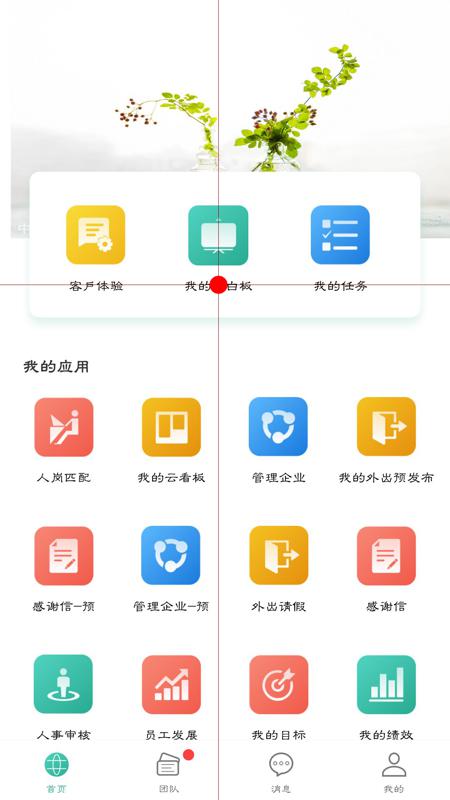 客户体验
我的
白板
我的任务
我的应用
人岗匹配
我的云看板
管理企业
我的外出预发布
感谢信-预
管理企业-预
外出请假
感谢信
人事审核
员工发展
我的目标
我的绩效
首页
团队
消息
我的